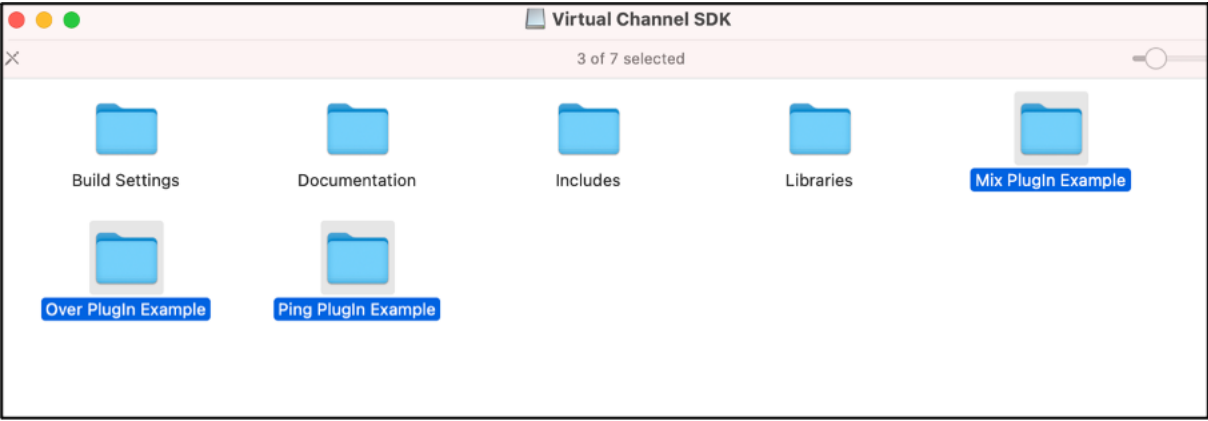 Virtual Channel SDK
3 of 7 selected
Build Settings
Documentation
Includes
Libraries
Mix PlugIn Example
Over PlugIn Example
Ping PlugIn Example